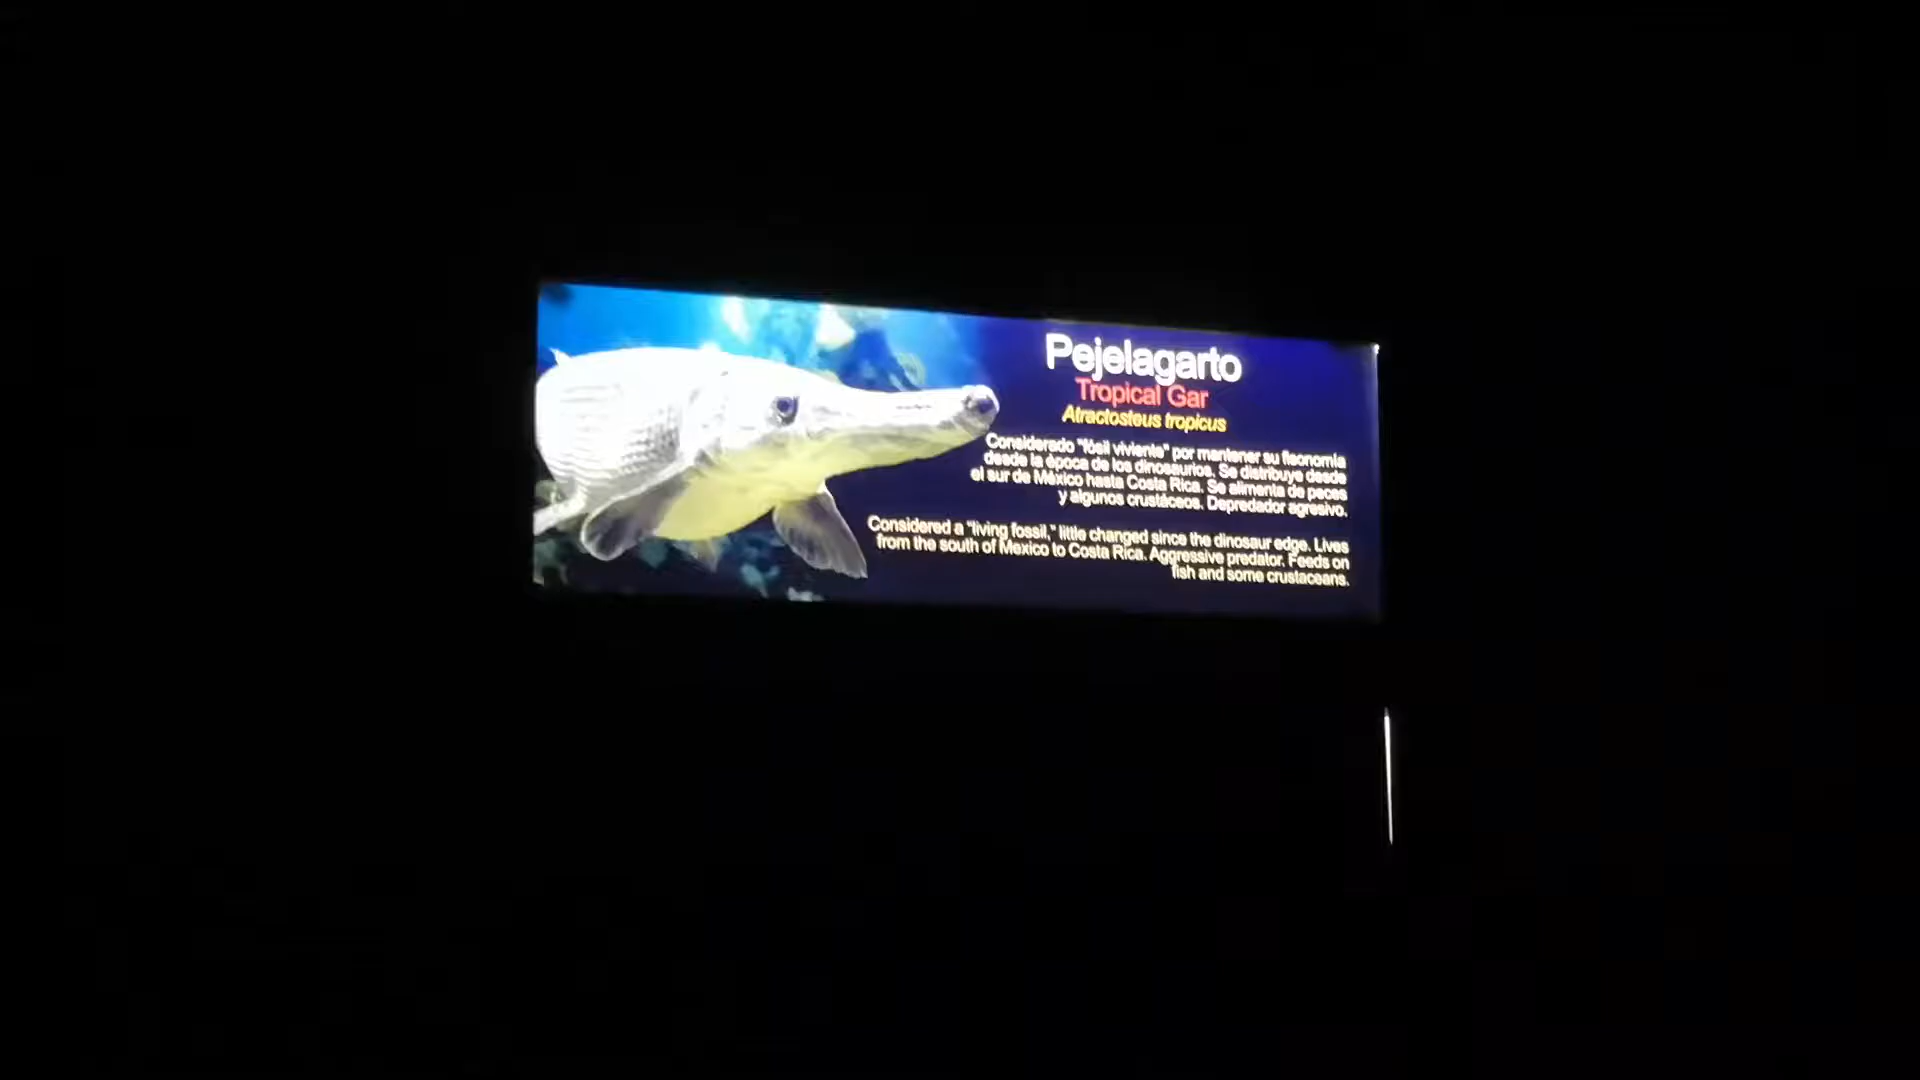 Pejelagarto
Tropical Gar
Atractosteus tropicus
Considerado "fósil viviente" por mantener su fisonomía
desde la época de los dinosaurios. Se distribuye desde
el sur de México hasta Costa Rica. Se alimenta de peces
y algunos crustáceos. Depredador agresivo.
Considered a "living fossil," little changed since the dinosaur edge. Lives
from the south of Mexico to Costa Rica. Aggressive predator. Feeds on
fish and some crustaceans.